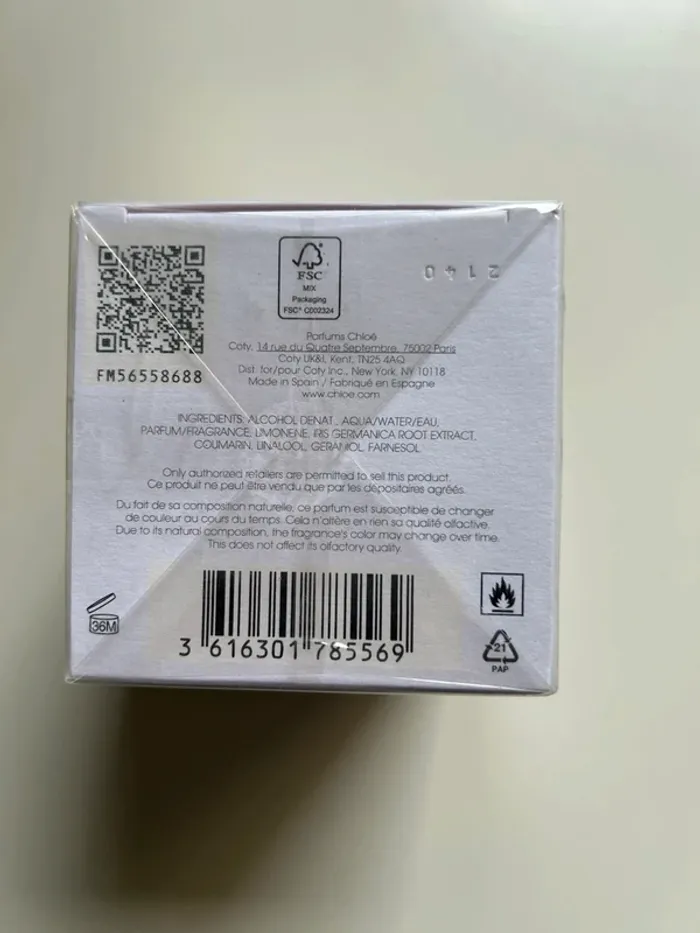 FSC®
MIX
Packaging
FSC® C002324
2140
FM56558688
Parfums Chloé
Coty, 14 rue du Quatre Septembre, 75002 Paris
Coty UK&I, Kent, TN25 4AQ
Dist. for/pour Coty Inc., New York, NY 10118
Made in Spain / Fabriqué en Espagne
www.chloe.com
INGREDIENTS: ALCOHOL DENAT., AQUA/WATER/EAU,
PARFUM/FRAGRANCE, LIMONENE, IRIS GERMANICA ROOT EXTRACT,
COUMARIN, LINALOOL, GERANIOL, FARNESOL
Only authorized retailers are permitted to sell this product.
Ce produit ne peut être vendu que par les dépositaires agréés.
Du fait de sa composition naturelle, ce parfum est susceptible de changer
de couleur au cours du temps. Cela n'altère en rien sa qualité olfactive.
Due to its natural composition, the fragrance's color may change over time.
This does not affect its olfactory quality.
36M
3 616301 785569
21
PAP